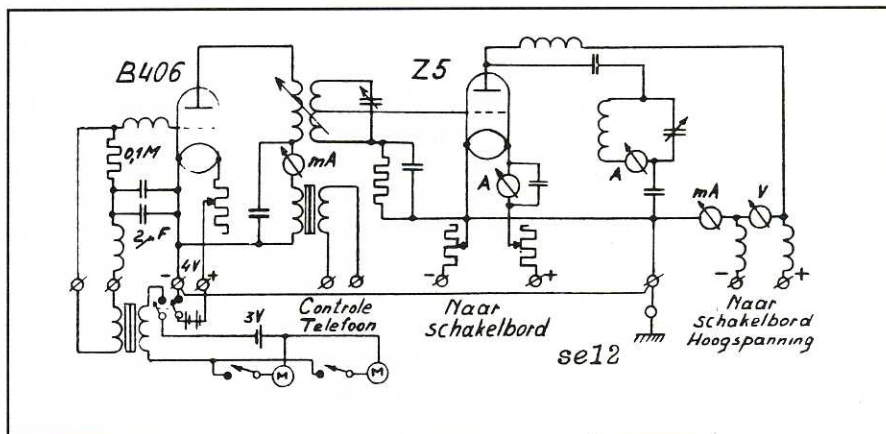 B406
Z5
0,1M
mA
A
A
2µF
mA
V
-
4V
+
-
+
-
+
Controle
Telefoon
Naar
schakelbord
Naar
schakelbord
Hoogspanning
3V
se12
M
M